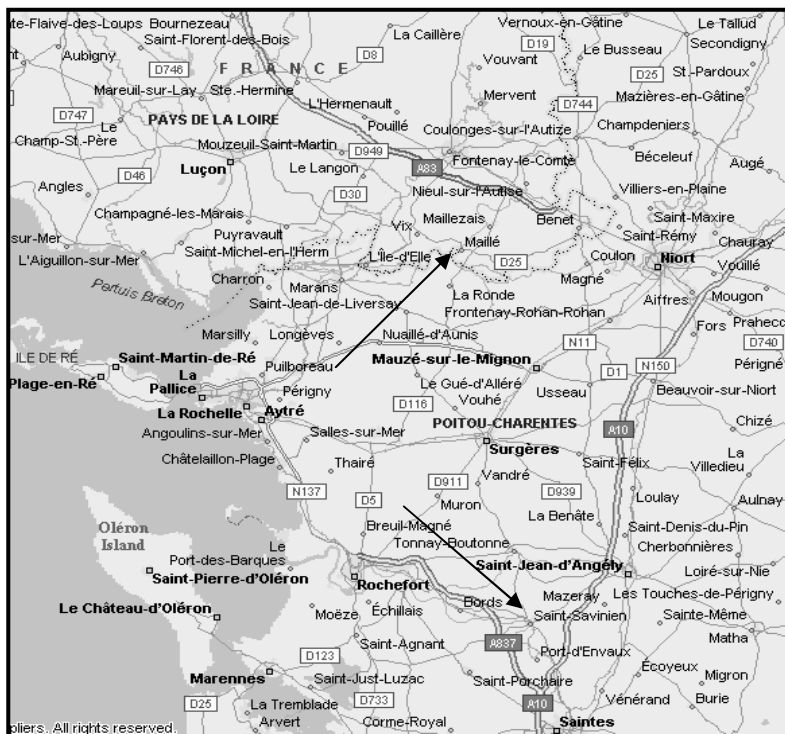 te-Flaive-des-Loups Bournezeau Vernoux-en-Gâtine Le Tallud
Saint-Florent-des-Bois La Caillère Secondigny
Aubigny D8 D19 Le Busseau
D746 FRANCE Vouvant D25 St.-Pardoux
Mareuil-sur-Lay Ste.-Hermine Mervent Mazières-en-Gâtine
L'Hermenault D744
D747 PAYS DE LA LOIRE Pouillé Coulonges-sur-l'Autize Champdeniers
Le
Champ-St.-Père Mouzeuil-Saint-Martin D949 Fontenay-le-Comte Béceleuf Augé
Luçon Le Langon A83
D46 D30 Nieul-sur-l'Autise Villiers-en-Plaine
Angles Maillezais Saint-Maxire
Champagné-les-Marais Vix Benet Saint-Rémy
sur-Mer Puyravault Maillé Chauray
Saint-Michel-en-l'Herm L'Île-d'Elle D25 Coulon Niort Vouillé
L'Aiguillon-sur-Mer Charron Marans Magné
Pertuis Breton Saint-Jean-de-Liversay La Ronde Aiffres Mougon
Frontenay-Rohan-Rohan Fors Prahecq
Marsilly Longèves Nuaillé-d'Aunis N11 D740
ILE DE RÉ Saint-Martin-de-Ré Puilboreau Mauzé-sur-le-Mignon D1 N150 Périgné
Plage-en-Ré La
Pallice Périgny Le Gué-d'Alléré Usseau Beauvoir-sur-Niort
La Rochelle Aytré D116 Vouhé Chizé
Angoulins-sur-Mer Salles-sur-Mer POITOU-CHARENTES A10
Surgères La
Villedieu
Châtelaillon-Plage Thairé Saint-Félix
N137 D5 D911 Vandré D939 Loulay Aulnay
Muron La Benâte
Oléron
Island
Breuil-Magné Saint-Denis-du-Pin
Le
Port-des-Barques Tonnay-Boutonne Cherbonnières
Saint-Pierre-d'Oléron Rochefort Saint-Jean-d'Angély Loiré-sur-Nie
Le Château-d'Oléron Moëze Échillais Bords Mazeray Les Touches-de-Périgny
Saint-Savinien Sainte-Même
Saint-Agnant A837 Port-d'Envaux Matha
D123 Écoyeux
Marennes Saint-Just-Luzac Saint-Porchaire Migron
D25 La Tremblade D733 A10 Vénérand Burie
Arvert Corme-Royal Saintes
pliers. All rights reserved.